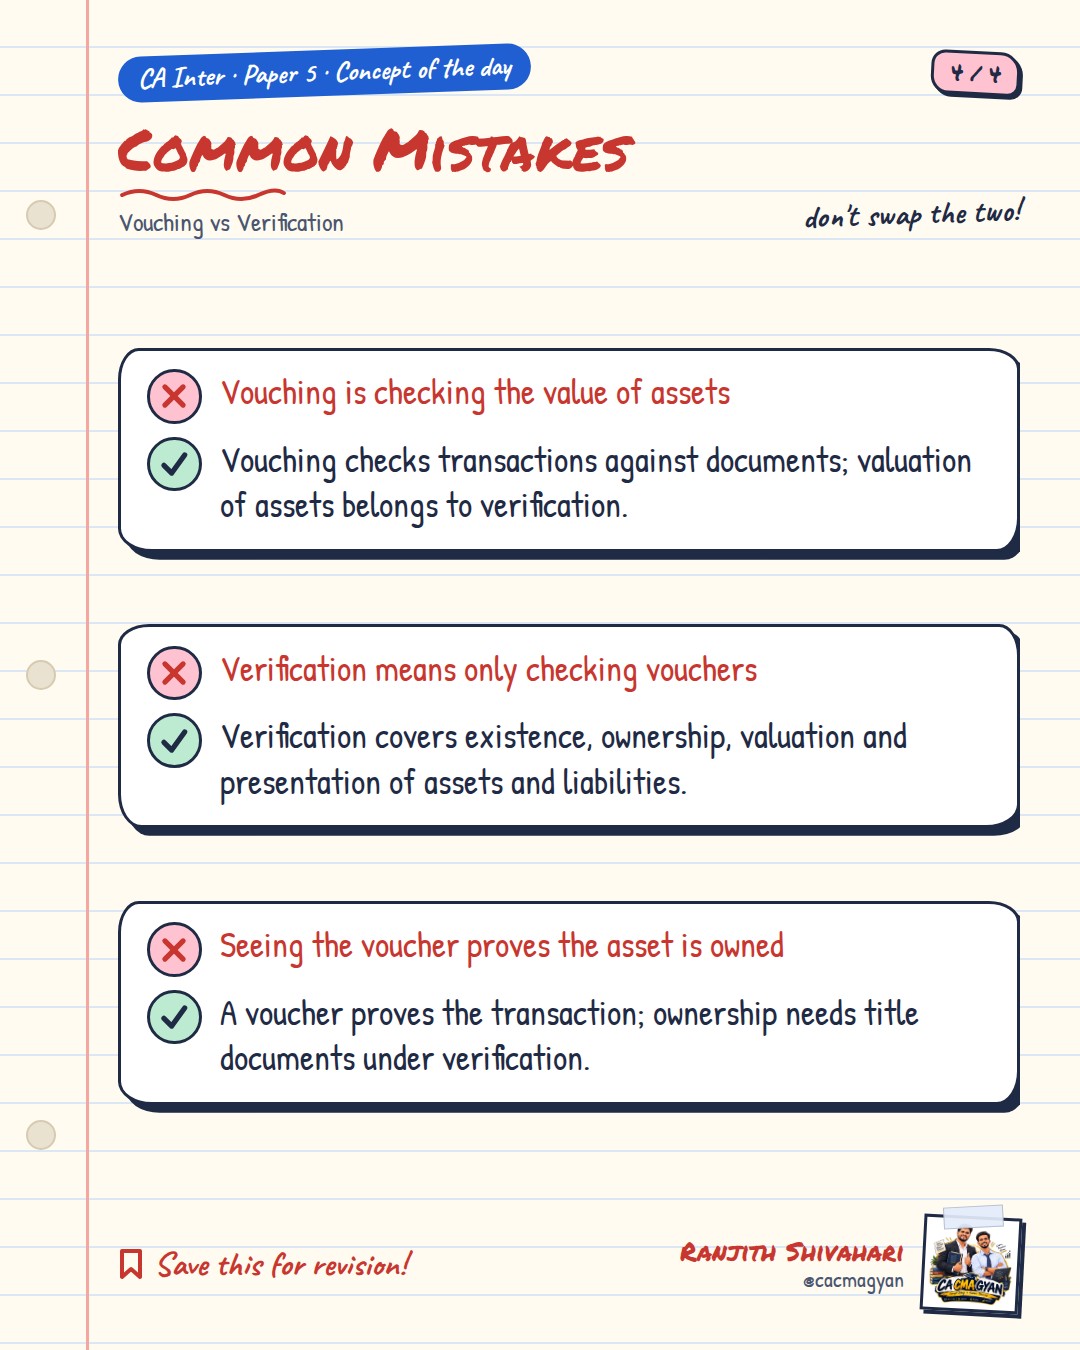 CA Inter · Paper 5 · Concept of the day
4 / 4
Common Mistakes
Vouching vs Verification
don't swap the two!
Vouching is checking the value of assets
Vouching checks transactions against documents; valuation
of assets belongs to verification.
Verification means only checking vouchers
Verification covers existence, ownership, valuation and
presentation of assets and liabilities.
Seeing the voucher proves the asset is owned
A voucher proves the transaction; ownership needs title
documents under verification.
Save this for revision!
Ranjith Shivahari
@cacmagyan
CA CMA GYAN